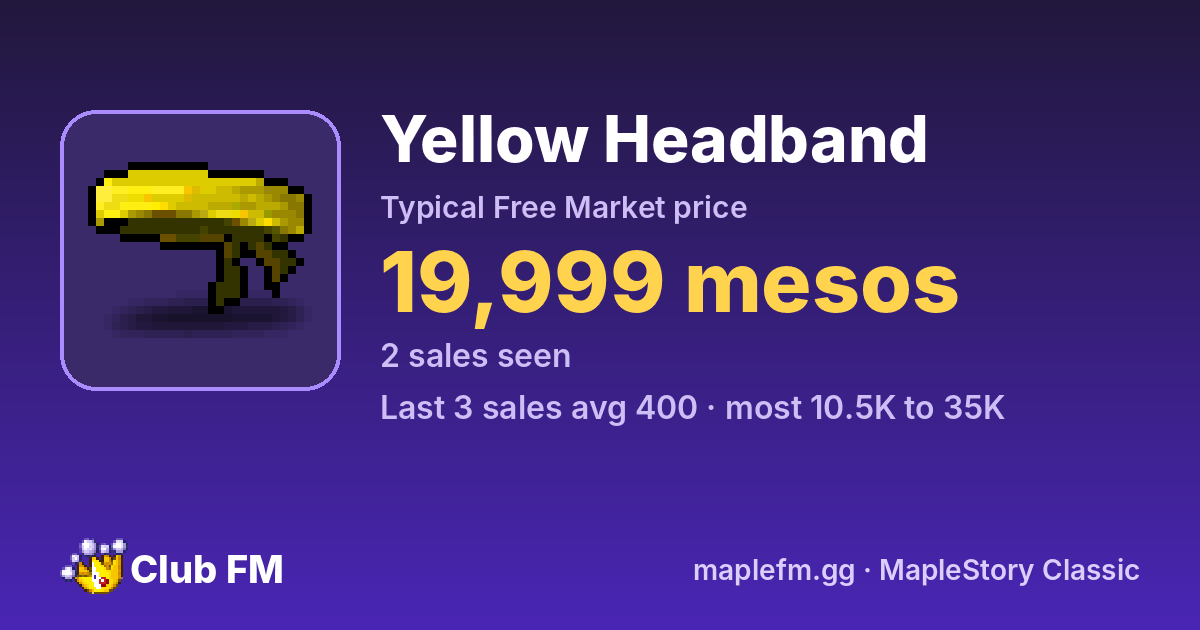 Yellow Headband
Typical Free Market price
19,999 mesos
2 sales seen
Last 3 sales avg 400 · most 10.5K to 35K
Club FM
maplefm.gg · MapleStory Classic